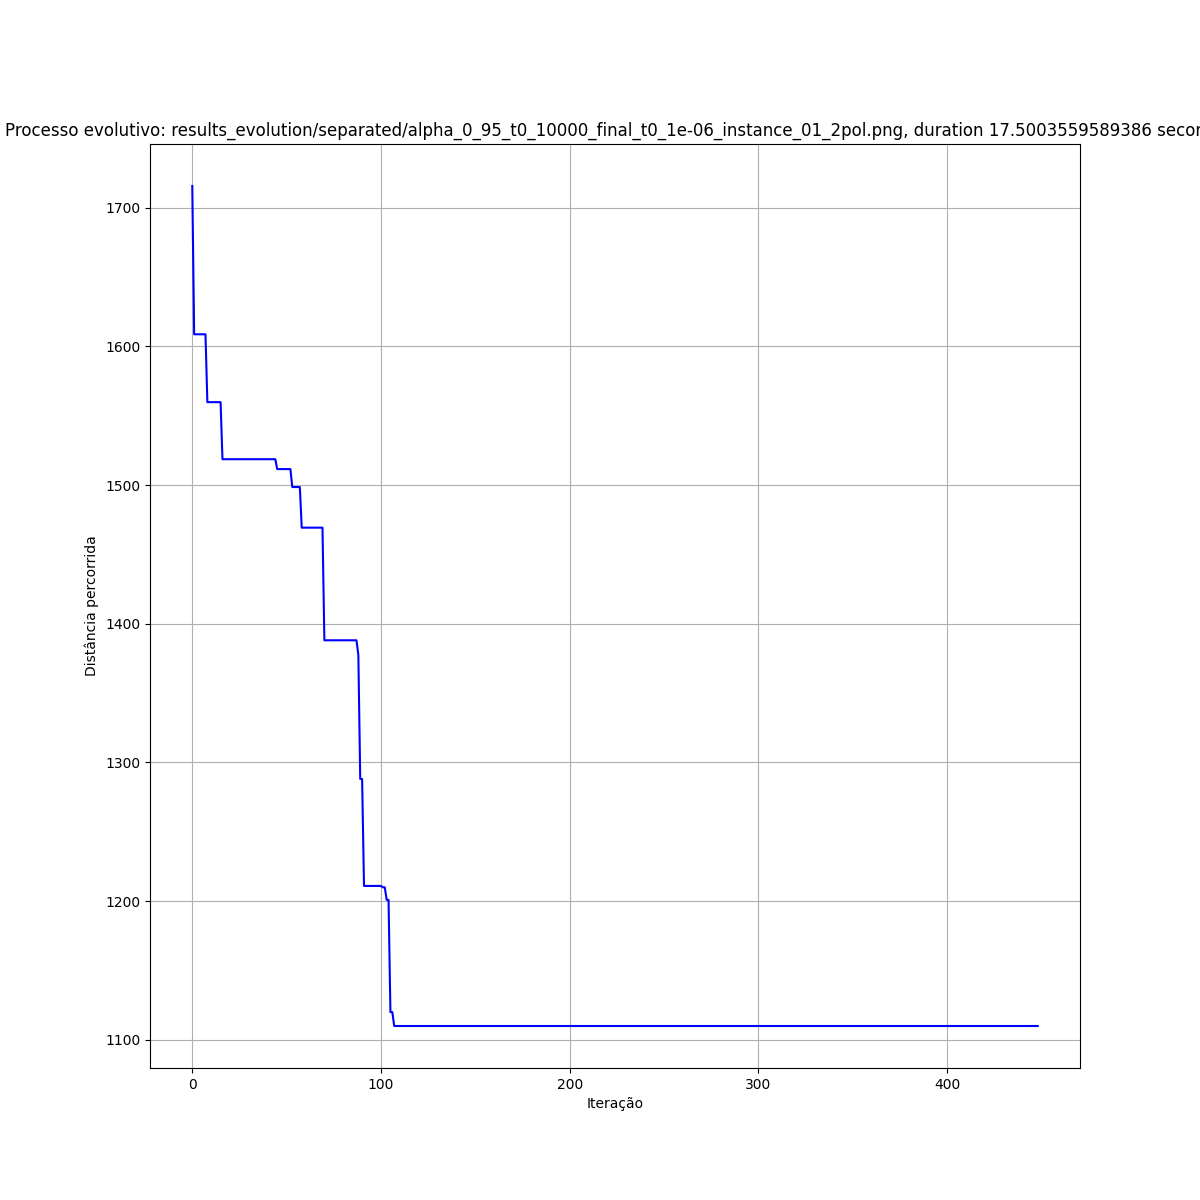 Processo evolutivo: results_evolution/separated/alpha_0_95_t0_10000_final_t0_1e-06_instance_01_2pol.png, duration 17.5003559589386 secon
1700
1600
1500
1400
1300
1200
1100
Distância percorrida
0 100 200 300 400
Iteração